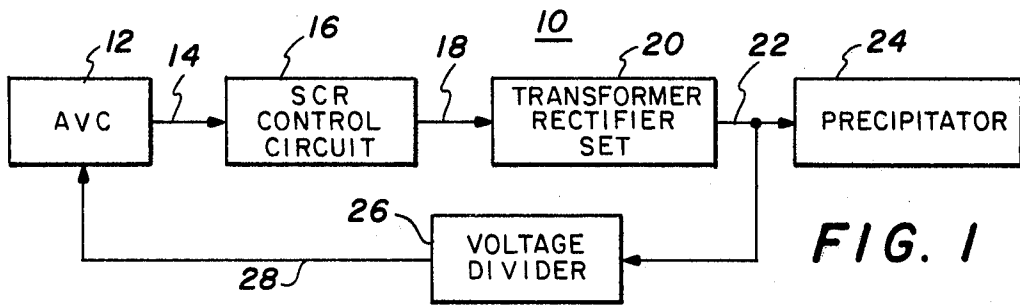 10
12
14
16
18
20
22
24
AVC
SCR
CONTROL
CIRCUIT
TRANSFORMER
RECTIFIER
SET
PRECIPITATOR
26
VOLTAGE
DIVIDER
28
FIG. 1